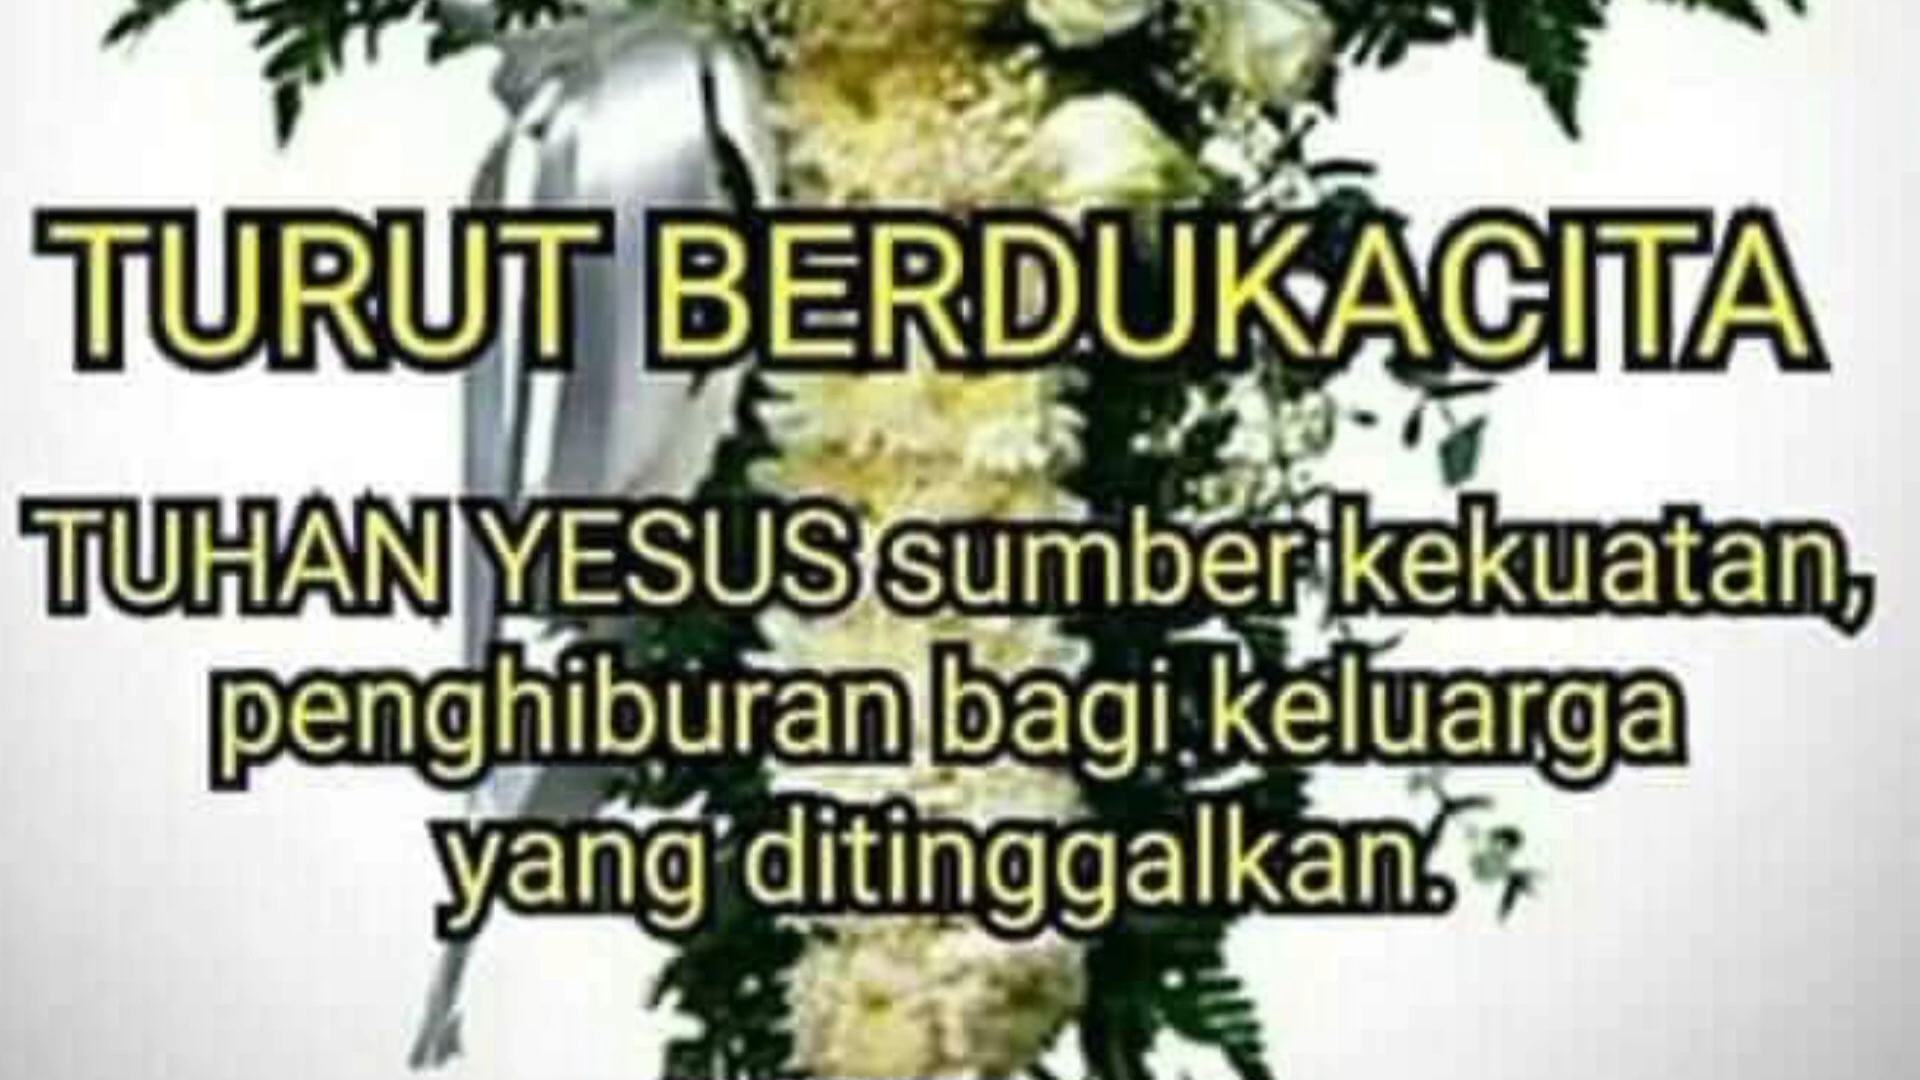 TURUT BERDUKACITA
TUHAN YESUS sumber kekuatan,
penghiburan bagi keluarga
yang ditinggalkan.